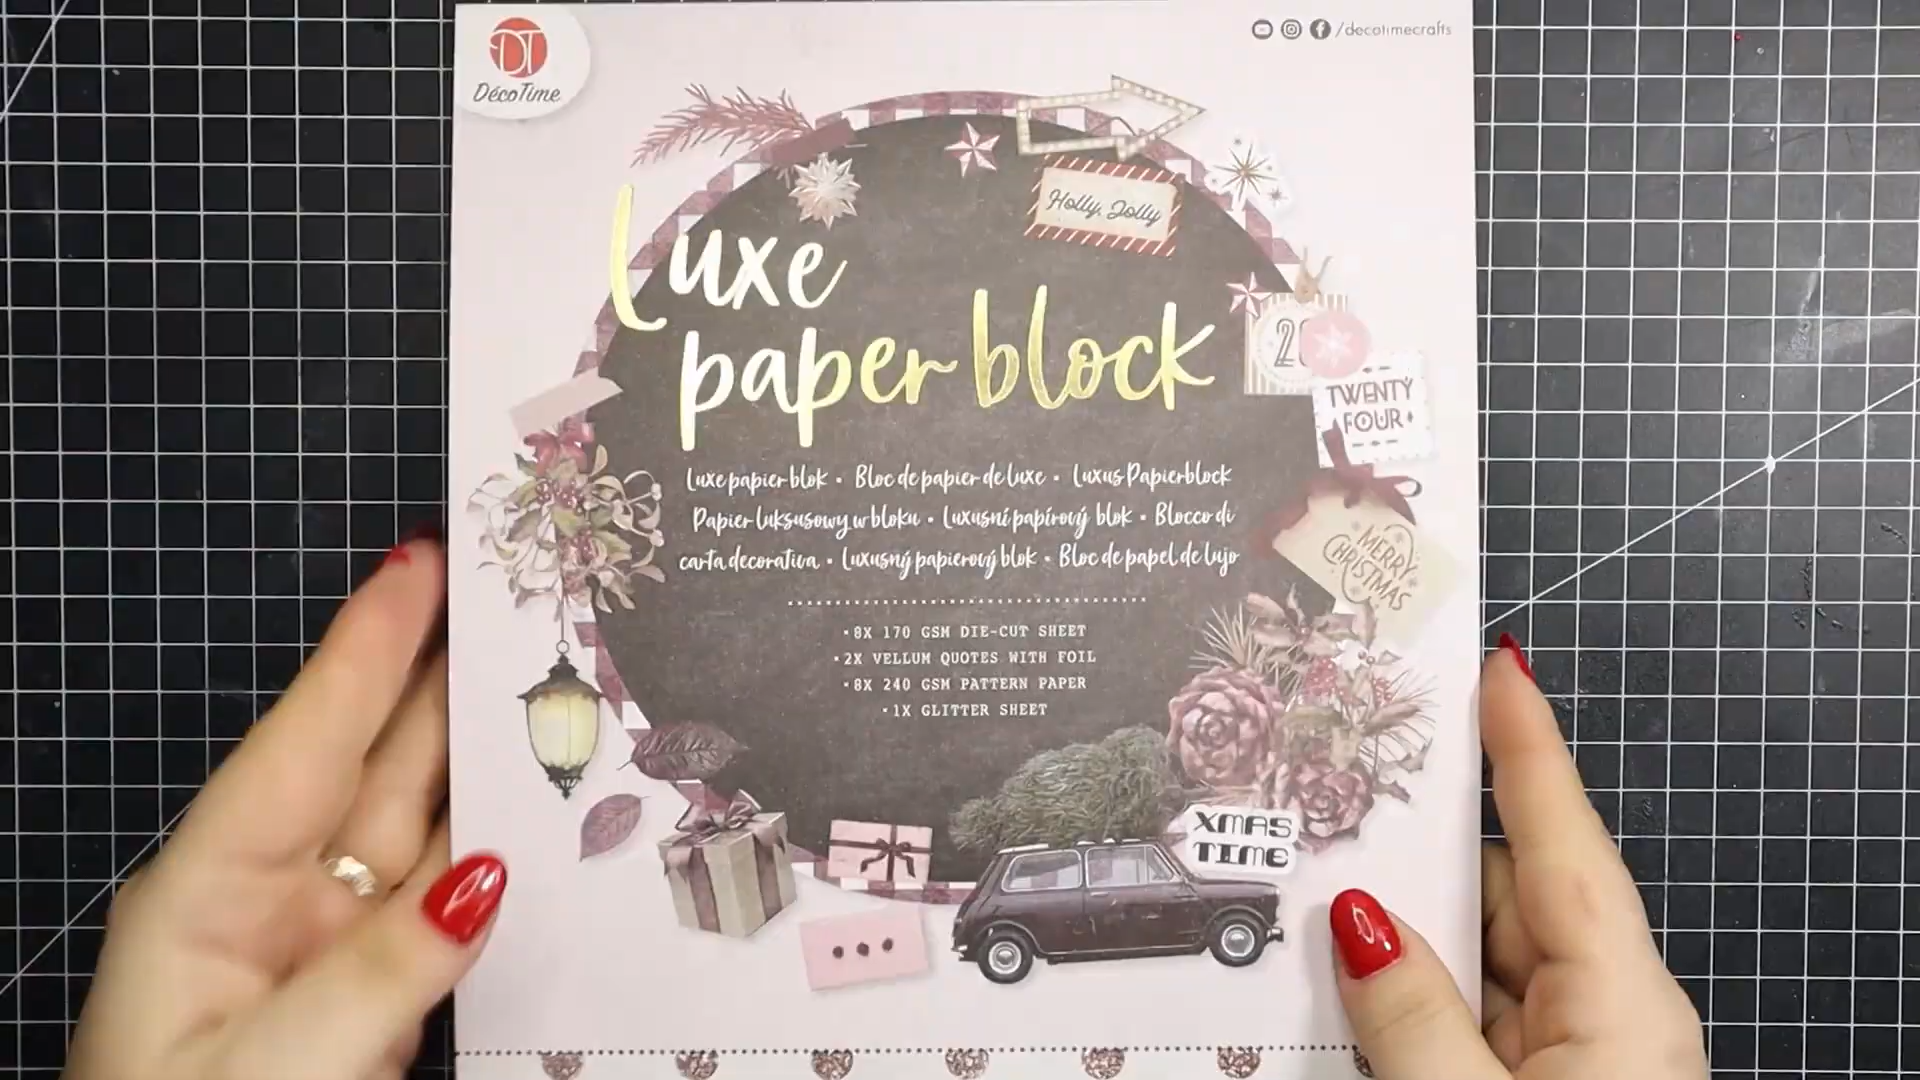 DT
DécoTime
/decotimecrafts
Holly, Jolly
Luxe
paper block
TWENTY
FOUR
Luxe papier blok • Bloc de papier de luxe • Luxus Papierblock
Papier luksusowy w bloku • Luxusní papírový blok • Blocco di
carta decorativa • Luxusný papierový blok • Bloc de papel de lujo
MERRY
CHRISTMAS
•8X 170 GSM DIE-CUT SHEET
•2X VELLUM QUOTES WITH FOIL
•8X 240 GSM PATTERN PAPER
•1X GLITTER SHEET
XMAS
TIME